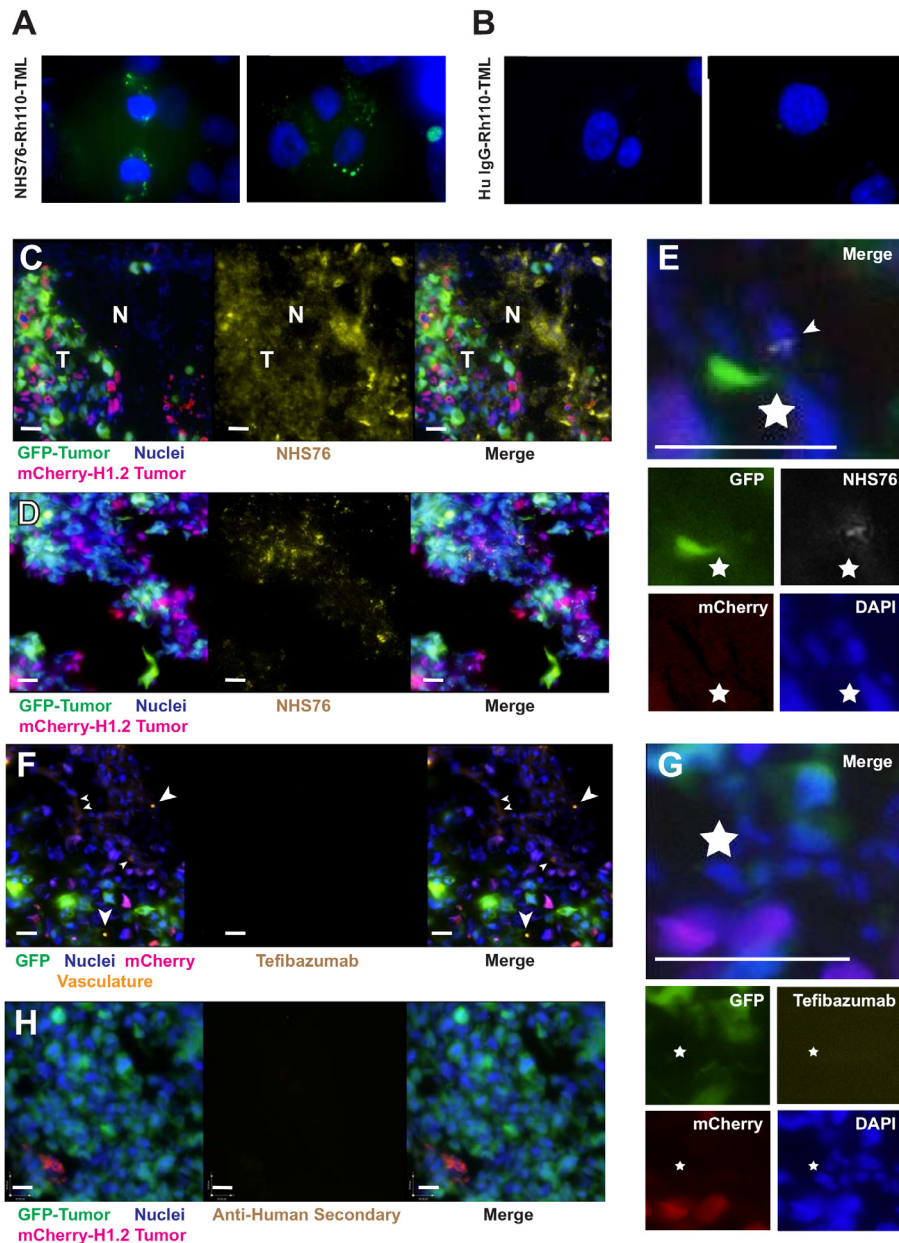 A
B
NHS76-Rh110-TML
Hu IgG-Rh110-TML
C
N
T
N
T
N
T
GFP-Tumor Nuclei NHS76 Merge
mCherry-H1.2 Tumor
D
GFP-Tumor Nuclei NHS76 Merge
mCherry-H1.2 Tumor
E
Merge
GFP
NHS76
mCherry
DAPI
F
GFP Nuclei mCherry Tefibazumab Merge
Vasculature
G
Merge
GFP
Tefibazumab
mCherry
DAPI
H
GFP-Tumor Nuclei Anti-Human Secondary Merge
mCherry-H1.2 Tumor